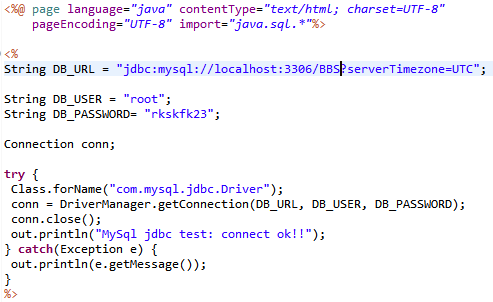 <%@ page language="java" contentType="text/html; charset=UTF-8"
    pageEncoding="UTF-8" import="java.sql.*"%>
<%
String DB_URL = "jdbc:mysql://localhost:3306/BBS?serverTimezone=UTC";
String DB_USER = "root";
String DB_PASSWORD= "rkskfk23";
Connection conn;
try {
 Class.forName("com.mysql.jdbc.Driver");
 conn = DriverManager.getConnection(DB_URL, DB_USER, DB_PASSWORD);
 conn.close();
 out.println("MySql jdbc test: connect ok!!");
} catch(Exception e) {
 out.println(e.getMessage());
}
%>